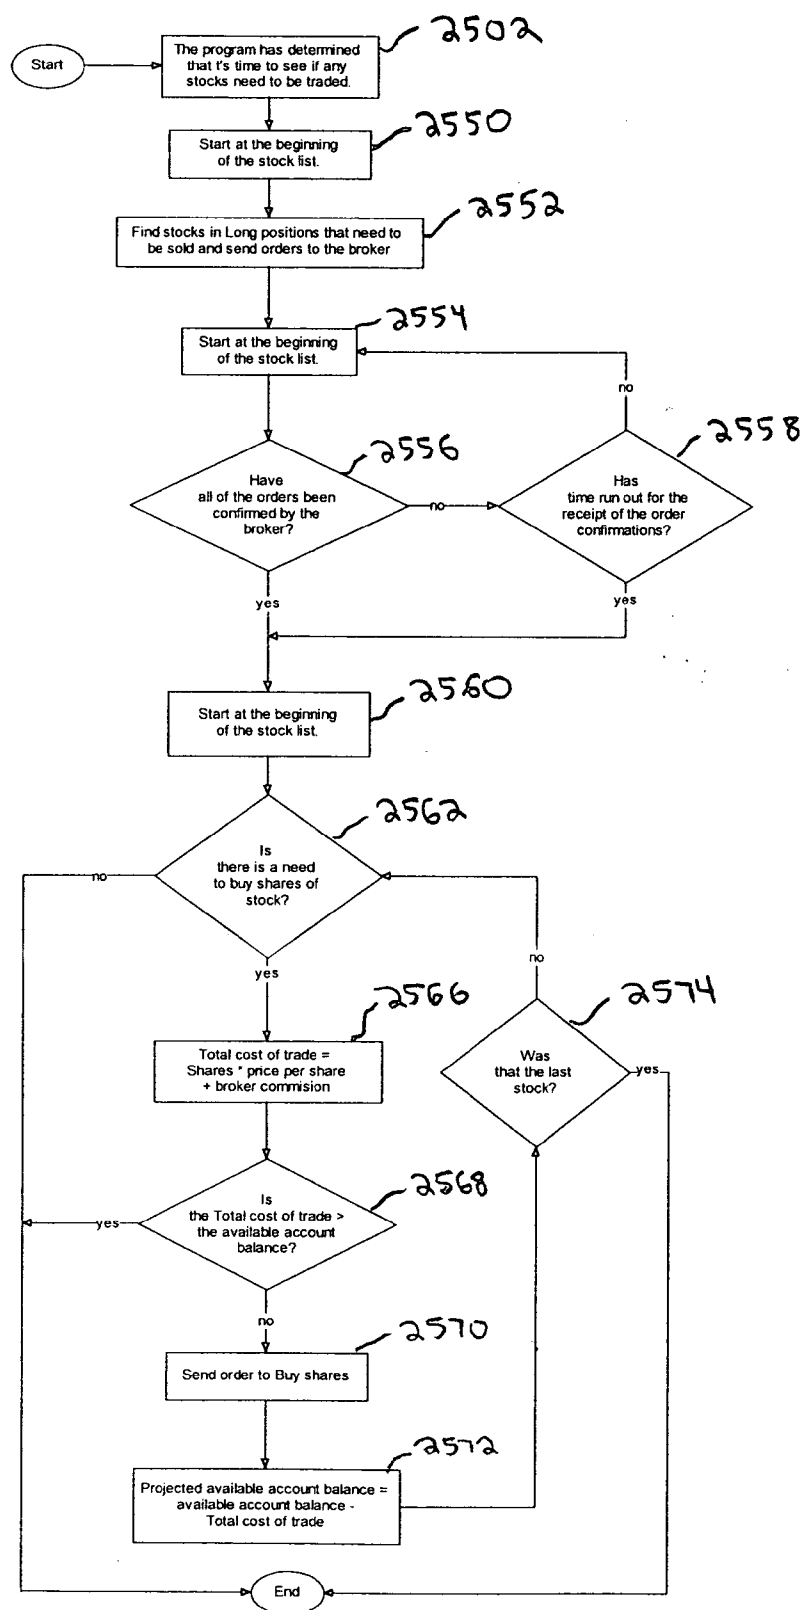 2502
Start
The program has determined
that t's time to see if any
stocks need to be traded.
2550
Start at the beginning
of the stock list.
2552
Find stocks in Long positions that need to
be sold and send orders to the broker
2554
Start at the beginning
of the stock list.
no
2556
2558
Have
all of the orders been
confirmed by the
broker?
no
Has
time run out for the
receipt of the order
confirmations?
yes
yes
2560
Start at the beginning
of the stock list.
2562
Is
there is a need
to buy shares of
stock?
no
no
yes
2566
2574
Total cost of trade =
Shares * price per share
+ broker commision
Was
that the last
stock?
yes
2568
Is
the Total cost of trade >
the available account
balance?
yes
no
2570
Send order to Buy shares
2572
Projected available account balance =
available account balance -
Total cost of trade
End